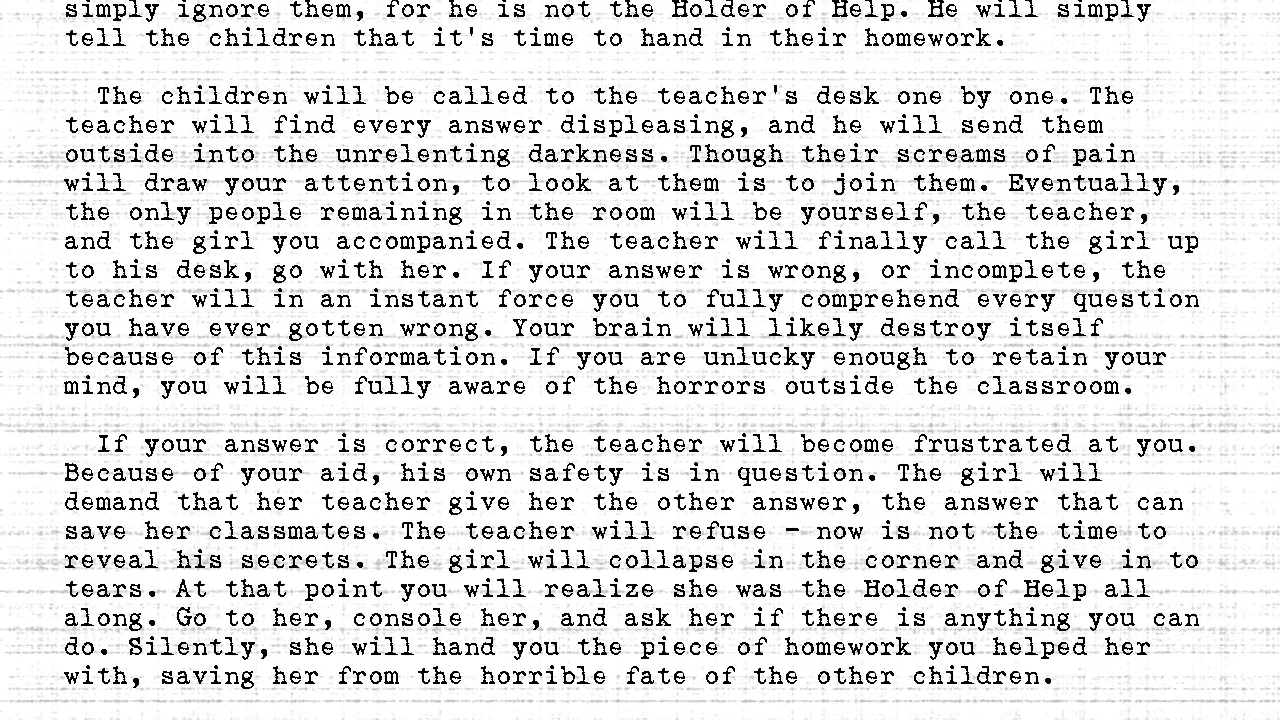 simply ignore them, for he is not the Holder of Help. He will simply
tell the children that it's time to hand in their homework.
The children will be called to the teacher's desk one by one. The
teacher will find every answer displeasing, and he will send them
outside into the unrelenting darkness. Though their screams of pain
will draw your attention, to look at them is to join them. Eventually,
the only people remaining in the room will be yourself, the teacher,
and the girl you accompanied. The teacher will finally call the girl up
to his desk, go with her. If your answer is wrong, or incomplete, the
teacher will in an instant force you to fully comprehend every question
you have ever gotten wrong. Your brain will likely destroy itself
because of this information. If you are unlucky enough to retain your
mind, you will be fully aware of the horrors outside the classroom.
If your answer is correct, the teacher will become frustrated at you.
Because of your aid, his own safety is in question. The girl will
demand that her teacher give her the other answer, the answer that can
save her classmates. The teacher will refuse - now is not the time to
reveal his secrets. The girl will collapse in the corner and give in to
tears. At that point you will realize she was the Holder of Help all
along. Go to her, console her, and ask her if there is anything you can
do. Silently, she will hand you the piece of homework you helped her
with, saving her from the horrible fate of the other children.